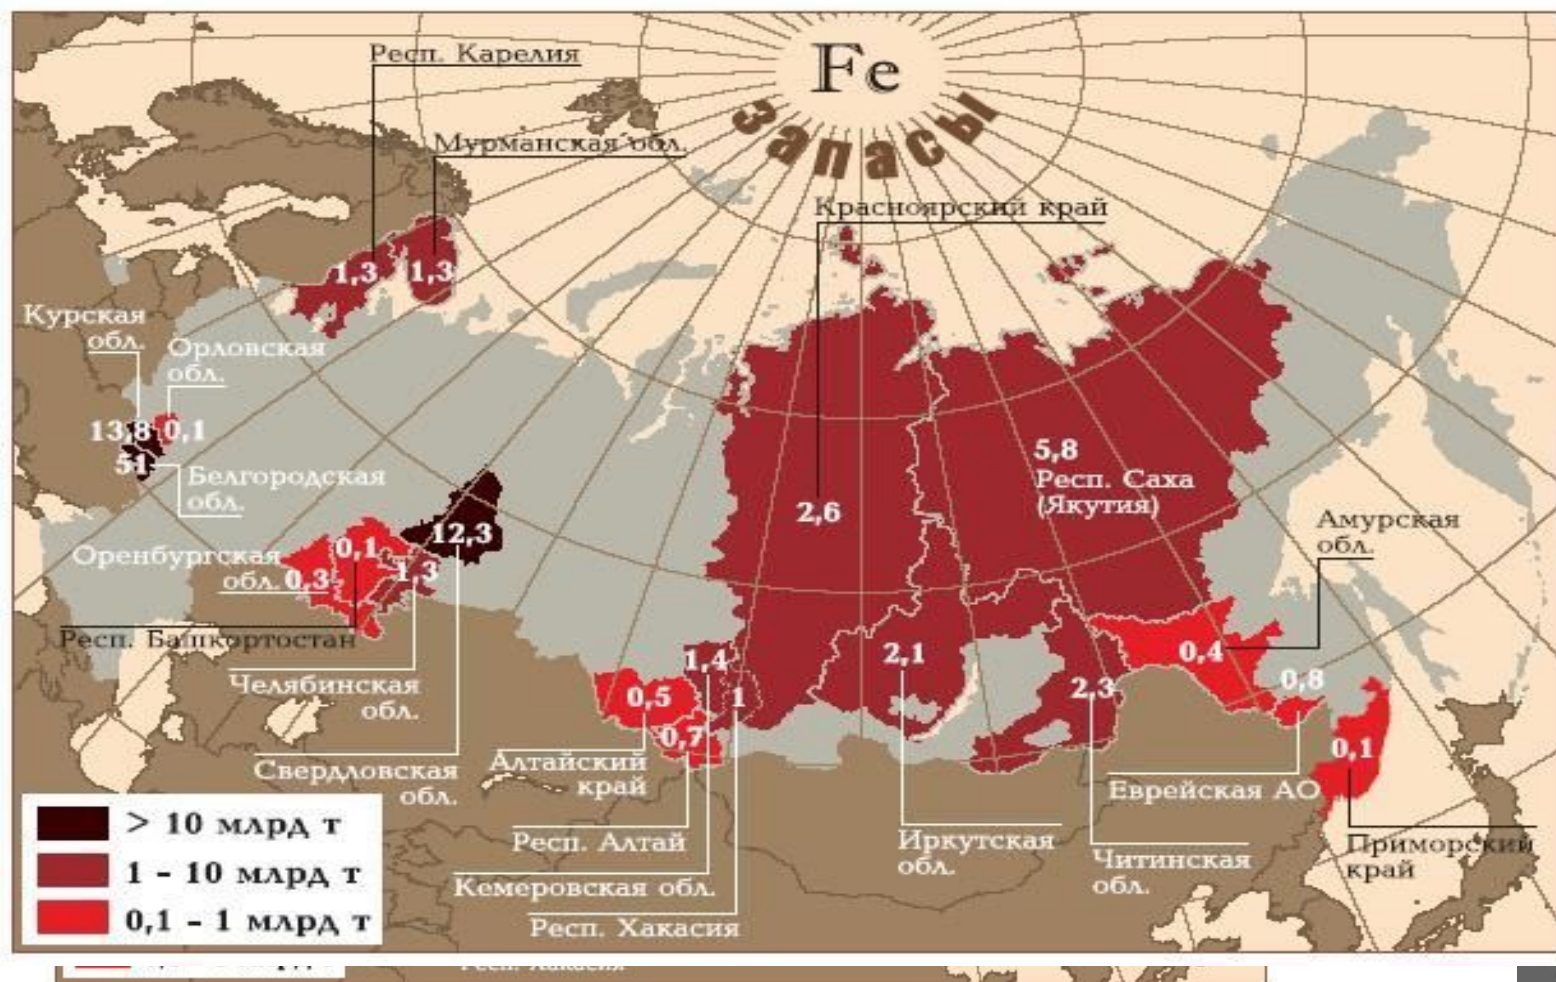 Fe
запасы
Респ. Карелия
Мурманская обл.
Красноярский край
1,3
1,3
Курская
обл.
Орловская
обл.
13,8
0,1
51
Белгородская
обл.
5,8
Респ. Саха
(Якутия)
2,6
12,3
Амурская
обл.
Оренбургская
обл.
0,1
0,3
1,3
Респ. Башкортостан
Челябинская
обл.
Свердловская
обл.
1,4
0,5
1
0,7
2,1
2,3
0,4
0,8
0,1
Алтайский
край
Респ. Алтай
Кемеровская обл.
Респ. Хакасия
Иркутская
обл.
Читинская
обл.
Еврейская АО
Приморский
край
> 10 млрд т
1 - 10 млрд т
0,1 - 1 млрд т